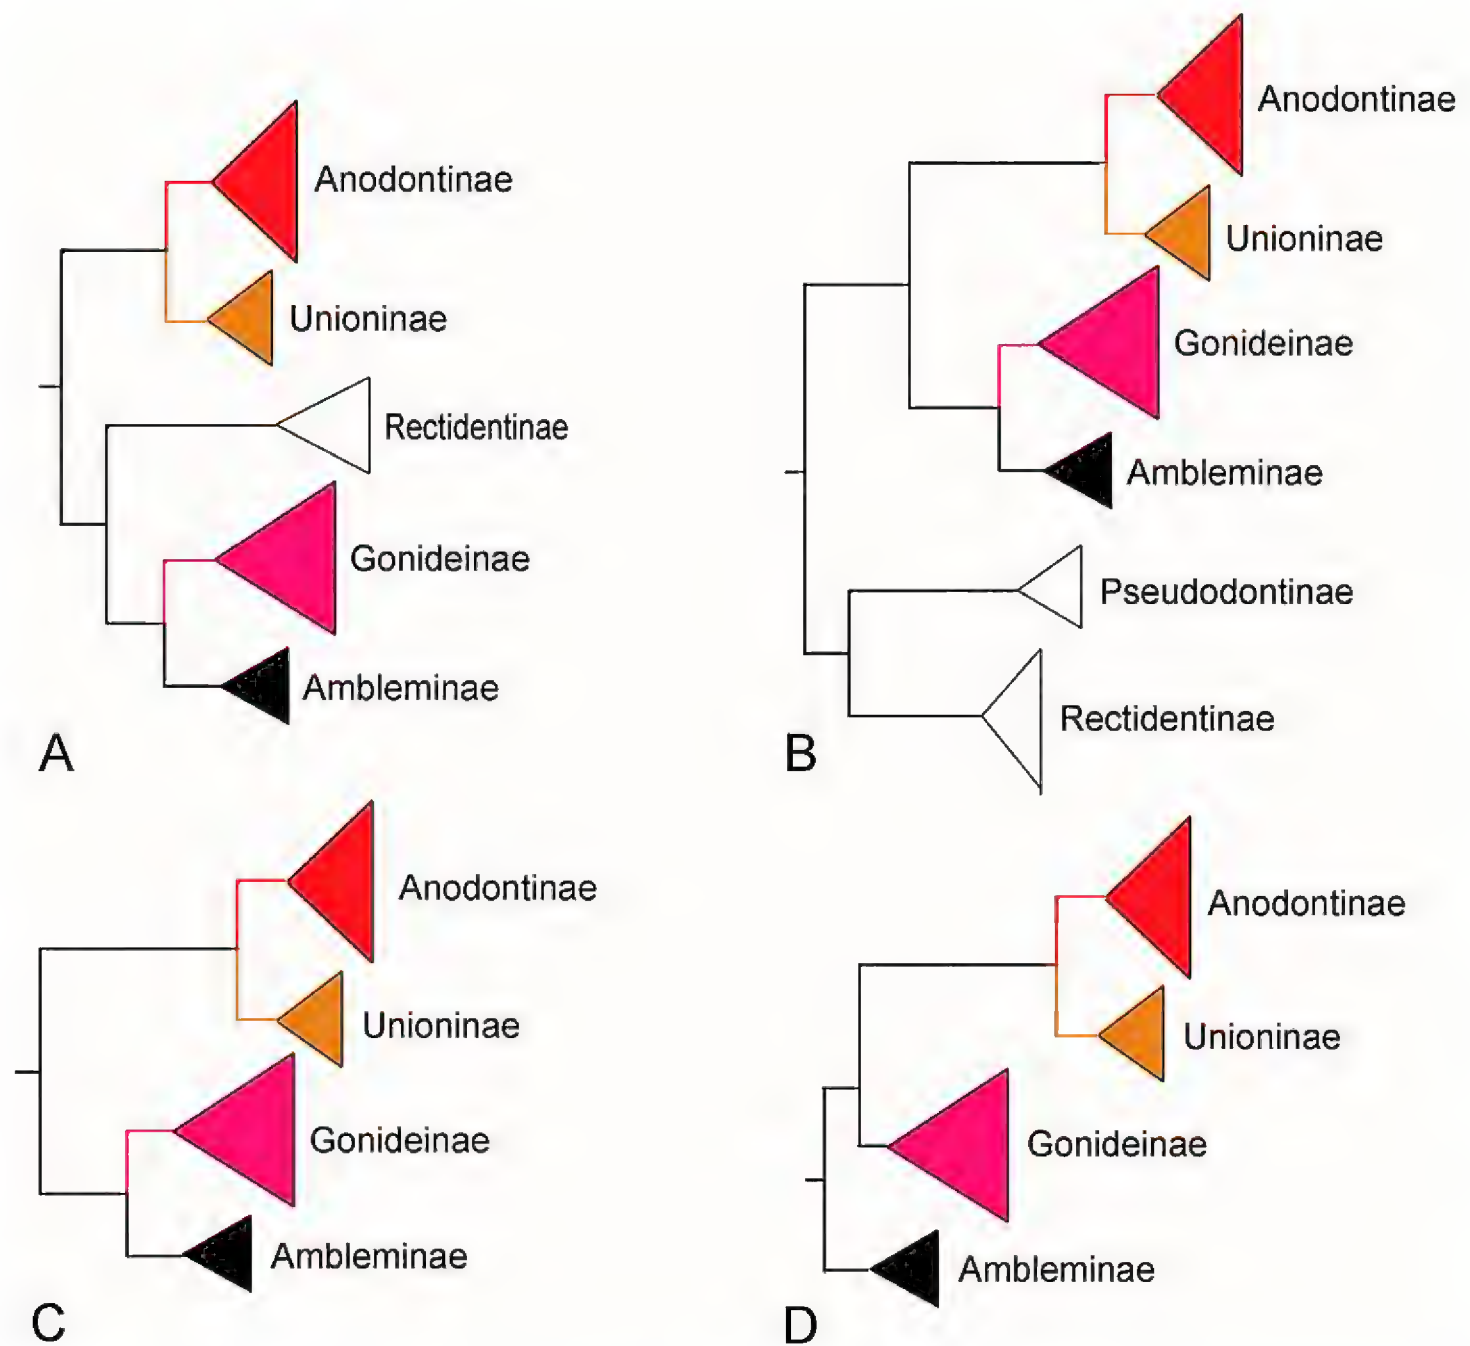 Anodontinae
Unioninae
Rectidentinae
Gonideinae
Ambleminae
A
Anodontinae
Unioninae
Gonideinae
Ambleminae
Pseudodontinae
Rectidentinae
B
Anodontinae
Unioninae
Gonideinae
Ambleminae
C
Anodontinae
Unioninae
Gonideinae
Ambleminae
D